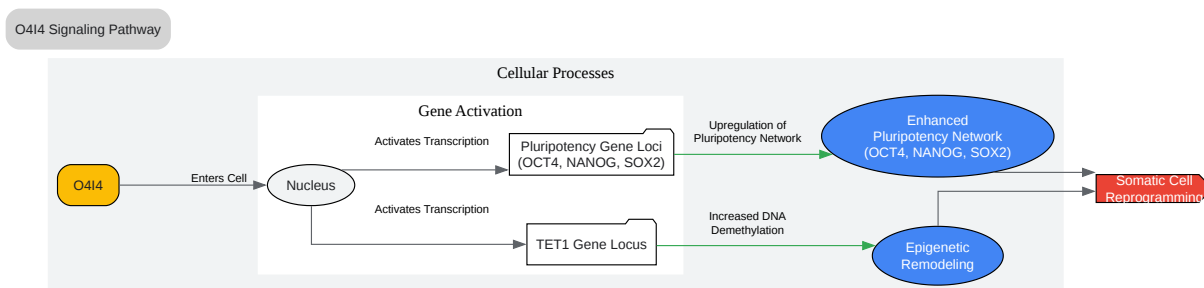 O4I4 Signaling Pathway
Cellular Processes
Gene Activation
Activates Transcription
Pluripotency Gene Loci
(OCT4, NANOG, SOX2)
Upregulation of
Pluripotency Network
Enhanced
Pluripotency Network
(OCT4, NANOG, SOX2)
O4I4
Enters Cell
Nucleus
Somatic Cell
Reprogramming
Activates Transcription
TET1 Gene Locus
Increased DNA
Demethylation
Epigenetic
Remodeling